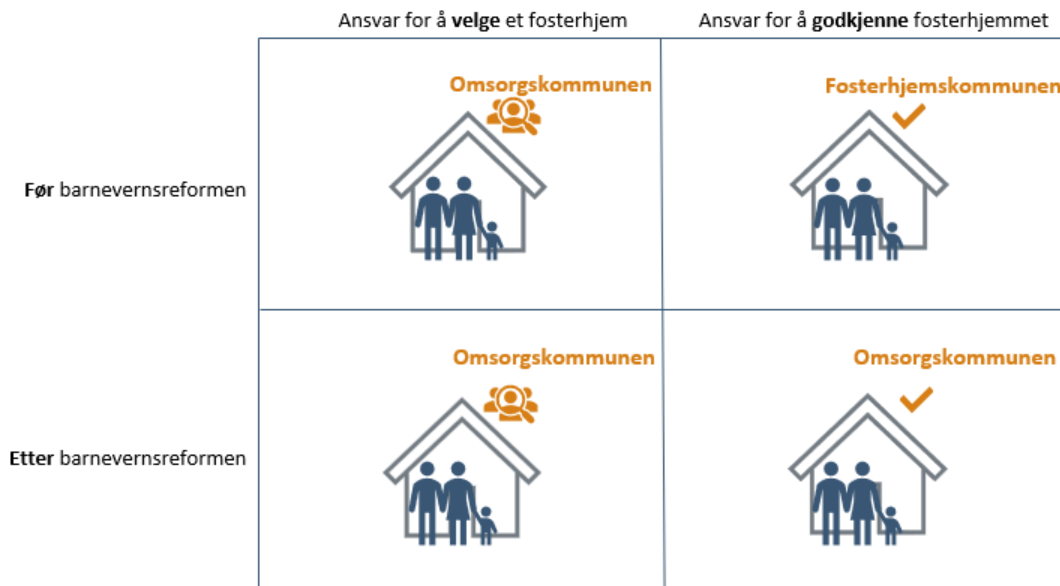 Ansvar for å velge et fosterhjem
Ansvar for å godkjenne fosterhjemmet
Før barnevernsreformen
Omsorgskommunen
Fosterhjemskommunen
Etter barnevernsreformen
Omsorgskommunen
Omsorgskommunen